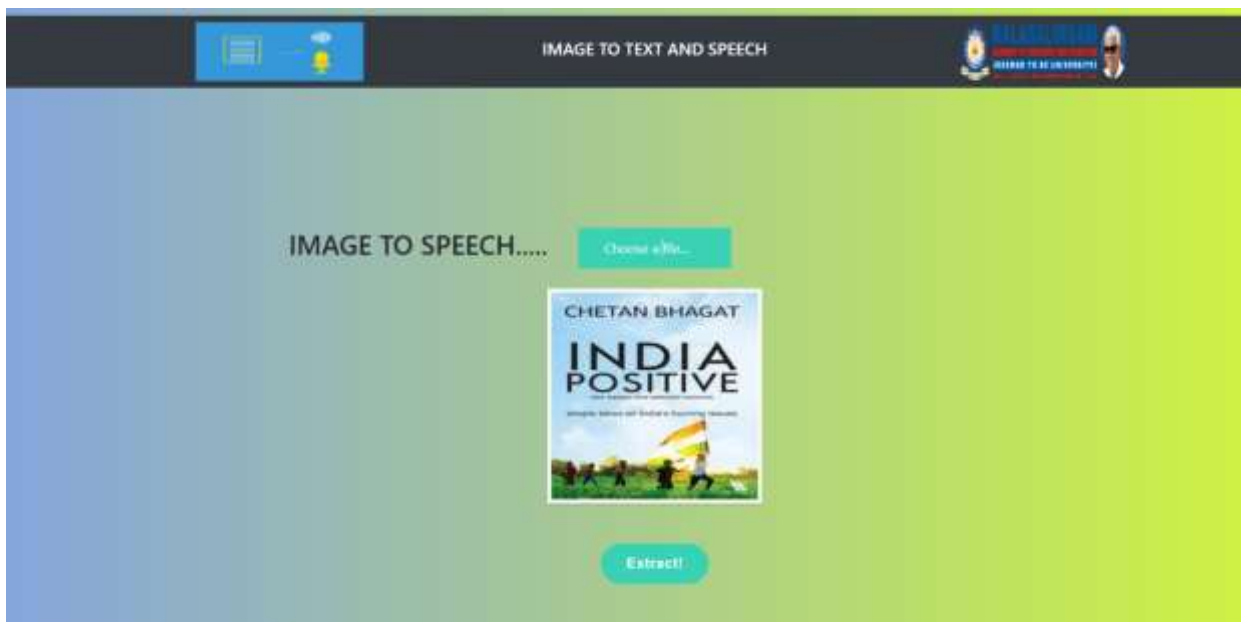 IMAGE TO TEXT AND SPEECH
IMAGE TO SPEECH.....
Choose a file...
CHETAN BHAGAT
INDIA
POSITIVE
Extract!